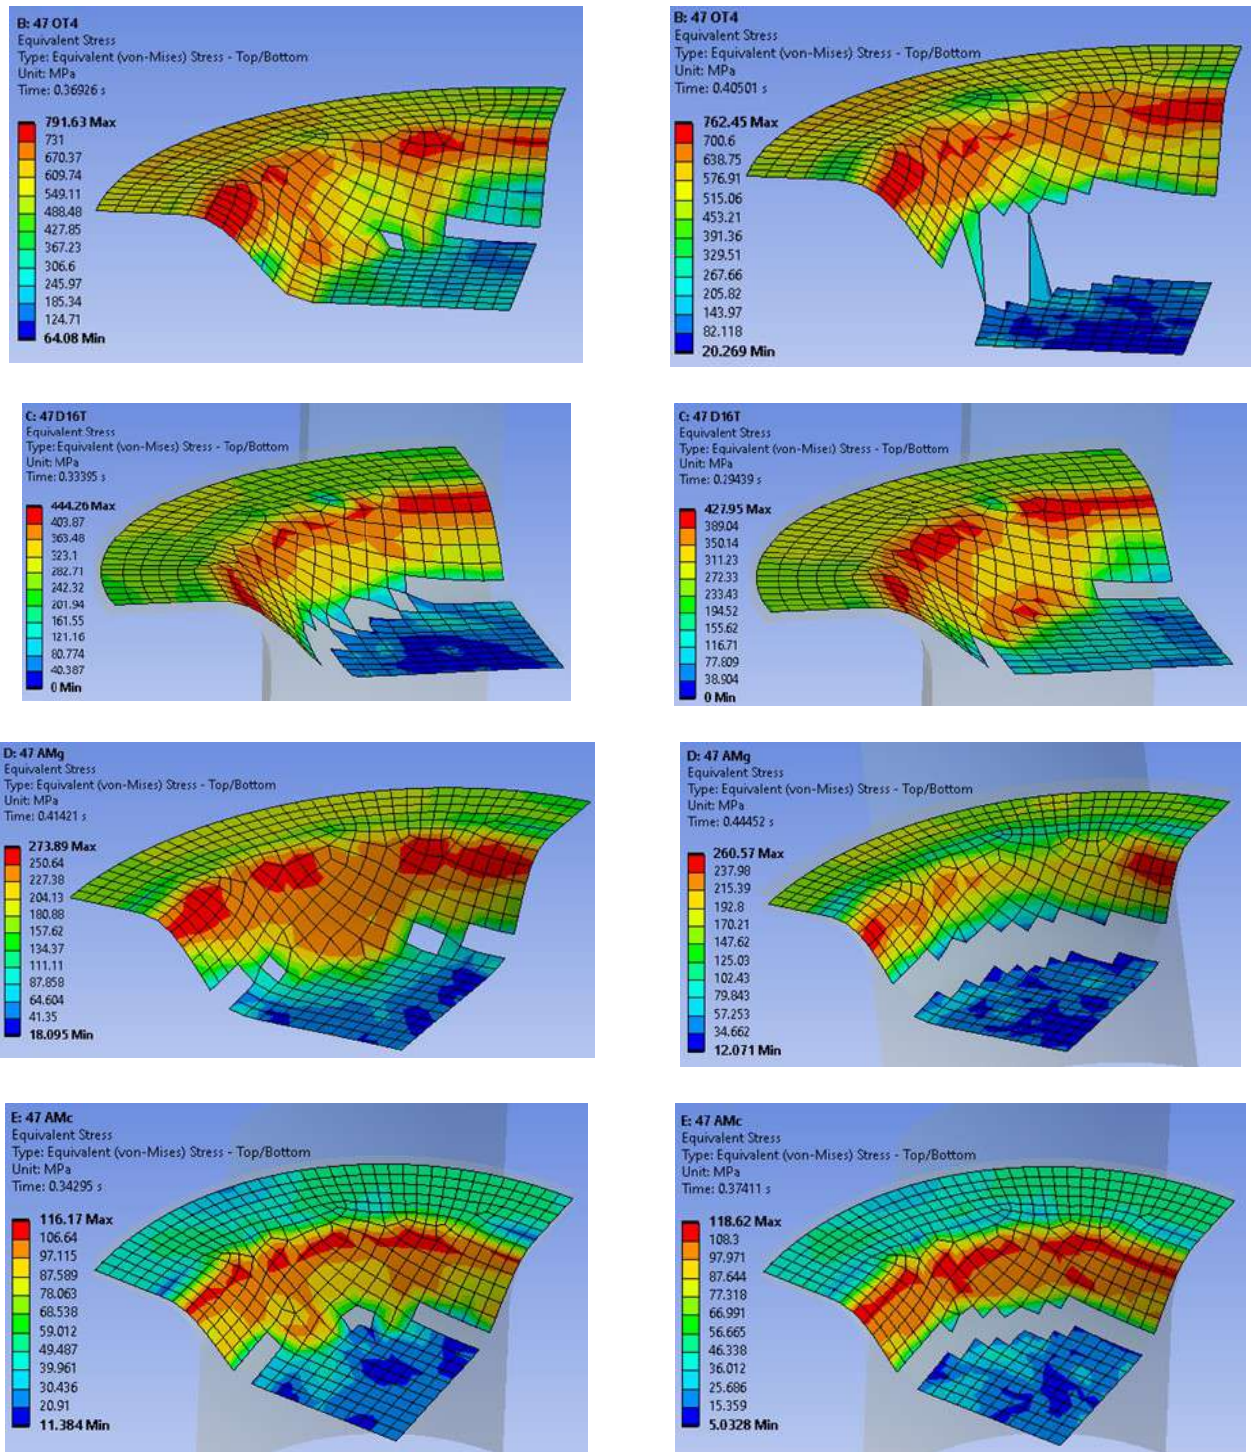 B: 47 OT4
Equivalent Stress
Type: Equivalent (von-Mises) Stress - Top/Bottom
Unit: MPa
Time: 0.36926 s
791.63 Max
731
670.37
609.74
549.11
488.48
427.85
367.23
306.6
245.97
185.34
124.71
64.08 Min
B: 47 OT4
Equivalent Stress
Type: Equivalent (von-Mises) Stress - Top/Bottom
Unit: MPa
Time: 0.40501 s
762.45 Max
700.6
638.75
576.91
515.06
453.21
391.36
329.51
267.66
205.82
143.97
82.118
20.269 Min
C: 47 D16T
Equivalent Stress
Type: Equivalent (von-Mises) Stress - Top/Bottom
Unit: MPa
Time: 0.33395 s
444.26 Max
403.87
363.48
323.1
282.71
242.32
201.94
161.55
121.16
80.774
40.387
0 Min
C: 47 D16T
Equivalent Stress
Type: Equivalent (von-Mises) Stress - Top/Bottom
Unit: MPa
Time: 0.29439 s
427.95 Max
389.04
350.14
311.23
272.33
233.43
194.52
155.62
116.71
77.809
38.904
0 Min
D: 47 AMg
Equivalent Stress
Type: Equivalent (von-Mises) Stress - Top/Bottom
Unit: MPa
Time: 0.41421 s
273.89 Max
250.64
227.38
204.13
180.88
157.62
134.37
111.11
87.858
64.604
41.35
18.095 Min
D: 47 AMg
Equivalent Stress
Type: Equivalent (von-Mises) Stress - Top/Bottom
Unit: MPa
Time: 0.44452 s
260.57 Max
237.98
215.39
192.8
170.21
147.62
125.03
102.43
79.843
57.253
34.662
12.071 Min
E: 47 AMc
Equivalent Stress
Type: Equivalent (von-Mises) Stress - Top/Bottom
Unit: MPa
Time: 0.34295 s
116.17 Max
106.64
97.115
87.589
78.063
68.538
59.012
49.487
39.961
30.436
20.91
11.384 Min
E: 47 AMc
Equivalent Stress
Type: Equivalent (von-Mises) Stress - Top/Bottom
Unit: MPa
Time: 0.37411 s
118.62 Max
108.3
97.971
87.644
77.318
66.991
56.665
46.338
36.012
25.686
15.359
5.0328 Min